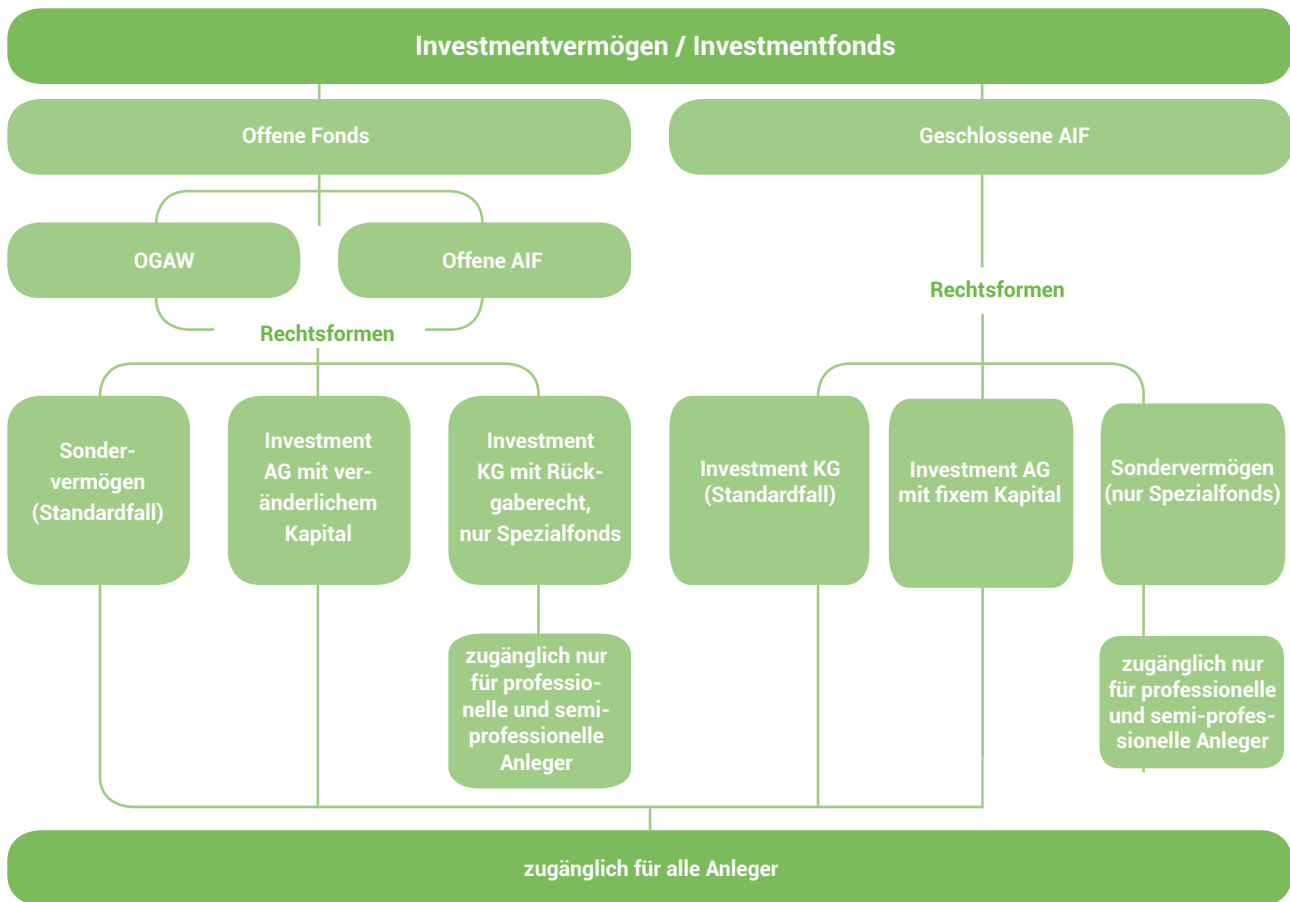 Investmentvermögen / Investmentfonds
Offene Fonds
Geschlossene AIF
OGAW
Offene AIF
Rechtsformen
Rechtsformen
Sonder-
vermögen
(Standardfall)
Investment
AG mit ver-
änderlichem
Kapital
Investment
KG mit Rück-
gaberecht,
nur Spezialfonds
Investment KG
(Standardfall)
Investment AG
mit fixem Kapital
Sondervermögen
(nur Spezialfonds)
zugänglich nur
für professio-
nelle und semi-
professionelle
Anleger
zugänglich nur
für professionelle
und semi-profes-
sionelle Anleger
zugänglich für alle Anleger